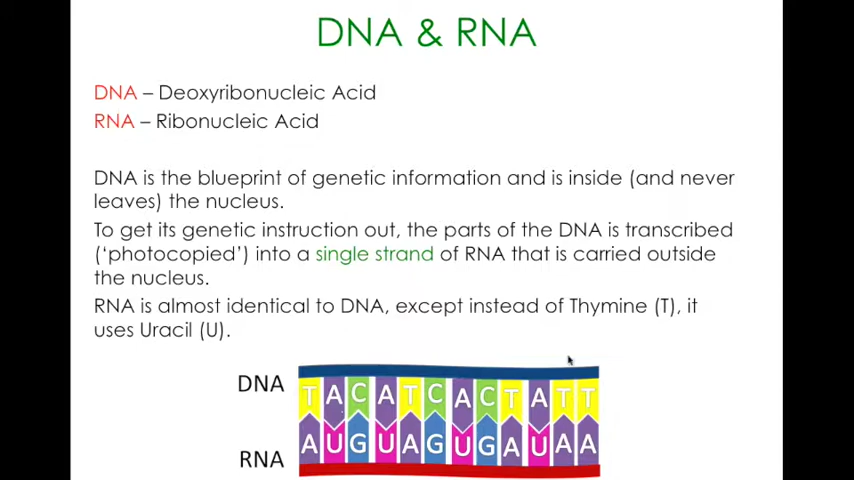 DNA & RNA
DNA – Deoxyribonucleic Acid
RNA – Ribonucleic Acid
DNA is the blueprint of genetic information and is inside (and never
leaves) the nucleus.
To get its genetic instruction out, the parts of the DNA is transcribed
(‘photocopied’) into a single strand of RNA that is carried outside
the nucleus.
RNA is almost identical to DNA, except instead of Thymine (T), it
uses Uracil (U).
DNA T A C A T C A C T A T T
RNA A U G U A G U G A U A A